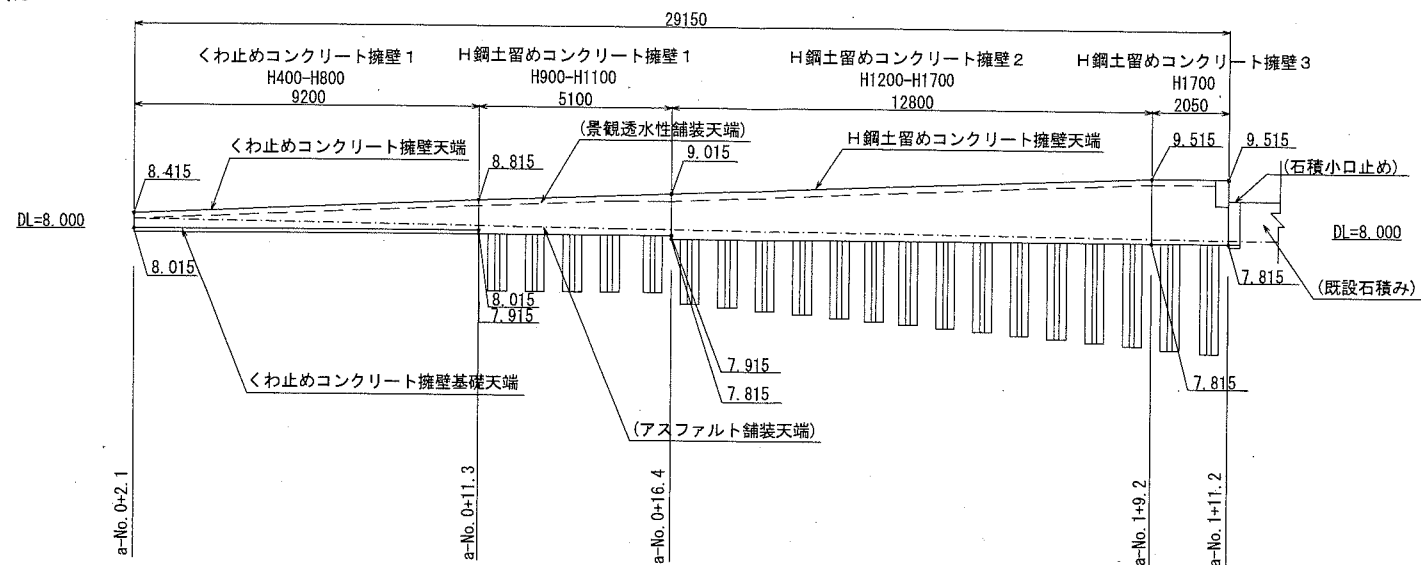 29150
くわ止めコンクリート擁壁1
H400-H800
9200
H鋼土留めコンクリート擁壁1
H900-H1100
5100
H鋼土留めコンクリート擁壁2
H1200-H1700
12800
H鋼土留めコンクリート擁壁3
H1700
2050
くわ止めコンクリート擁壁天端
(景観透水性舗装天端)
H鋼土留めコンクリート擁壁天端
(石積小口止め)
8.415
8.815
9.015
9.515
9.515
DL=8.000
DL=8.000
8.015
8.015
7.915
7.915
7.815
7.815
7.815
(既設石積み)
くわ止めコンクリート擁壁基礎天端
(アスファルト舗装天端)
a-No.0+2.1
a-No.0+11.3
a-No.0+16.4
a-No.1+9.2
a-No.1+11.2